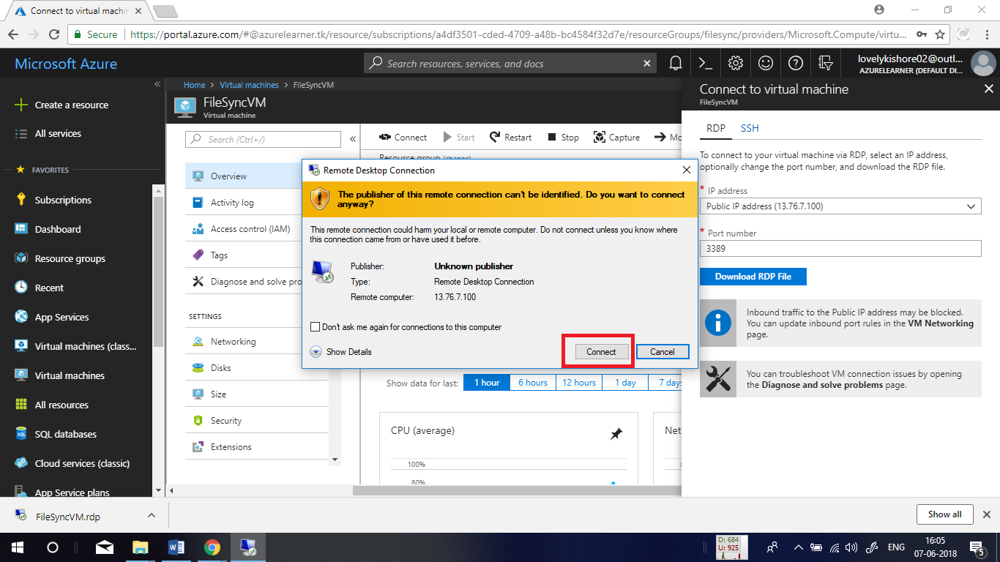 Connect to virtual machin
Secure
https://portal.azure.com/#@azurelearner.tk/resource/subscriptions/a4df3501-cded-4709-a48b-bc4584f32d7e/resourceGroups/filesync/providers/Microsoft.Compute/virtu...
Microsoft Azure
Search resources, services, and docs
lovelykishore02@outl...
AZURELEARNER (DEFAULT DI...
Create a resource
All services
FAVORITES
Subscriptions
Dashboard
Resource groups
Recent
App Services
Virtual machines (class...
Virtual machines
All resources
SQL databases
Cloud services (classic)
App Service plans
Home > Virtual machines > FileSyncVM
FileSyncVM
Virtual machine
Search (Ctrl+/)
Overview
Activity log
Access control (IAM)
Tags
Diagnose and solve pro
SETTINGS
Networking
Disks
Size
Security
Extensions
Connect
Start
Restart
Stop
Capture
Mo
Resource group (change)
Remote Desktop Connection
The publisher of this remote connection can't be identified. Do you want to connect
anyway?
This remote connection could harm your local or remote computer. Do not connect unless you know where
this connection came from or have used it before.
Publisher: Unknown publisher
Type: Remote Desktop Connection
Remote computer: 13.76.7.100
Don't ask me again for connections to this computer
Show Details
Connect
Cancel
Show data for last: 1 hour 6 hours 12 hours 1 day 7 days
CPU (average)
100%
80%
Net
Connect to virtual machine
FileSyncVM
RDP SSH
To connect to your virtual machine via RDP, select an IP address,
optionally change the port number, and download the RDP file.
* IP address
Public IP address (13.76.7.100)
* Port number
3389
Download RDP File
Inbound traffic to the Public IP address may be blocked.
You can update inbound port rules in the VM Networking
page.
You can troubleshoot VM connection issues by opening
the Diagnose and solve problems page.
FileSyncVM.rdp
Show all
D: 684
U: 925
ENG
16:05
07-06-2018
5